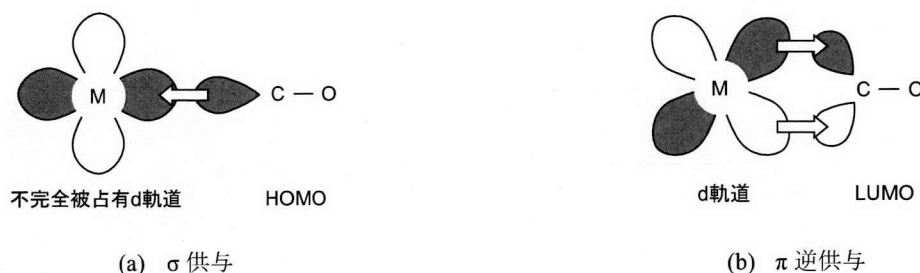 M C — O
M C — O
不完全被占有d軌道 HOMO
d軌道 LUMO
(a) σ 供与
(b) π 逆供与